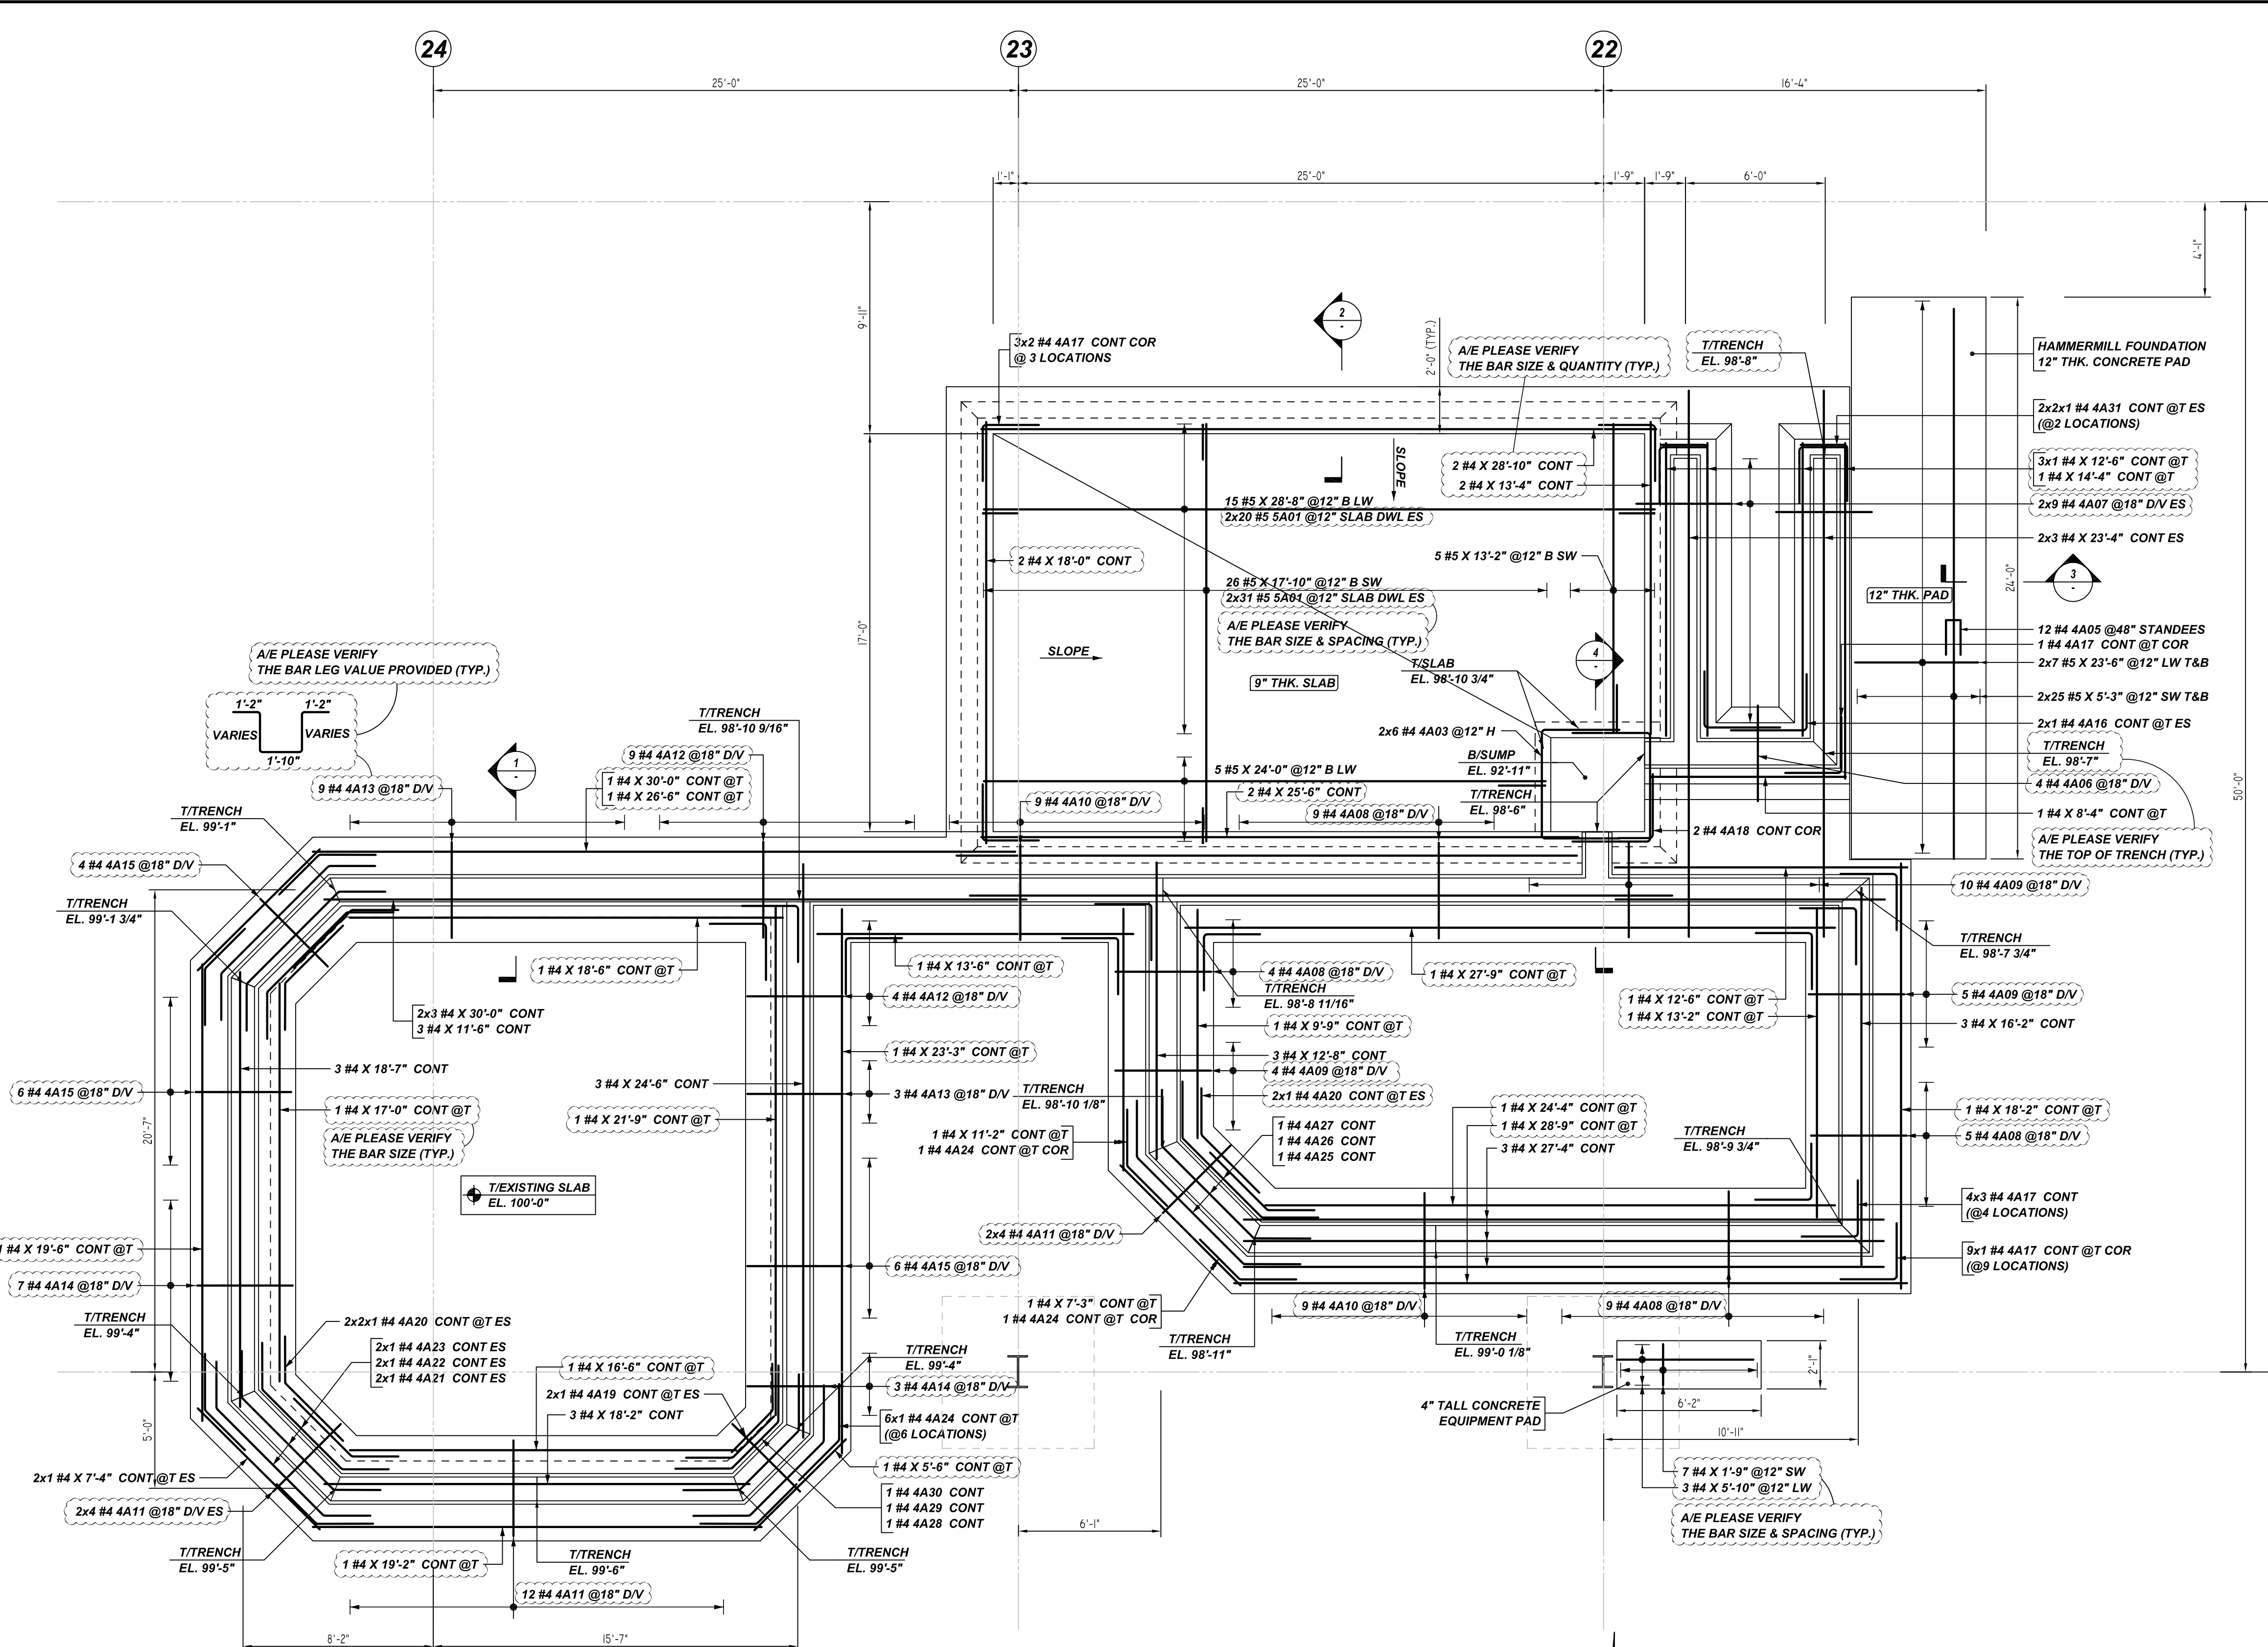 24
23
22
25'-0"
25'-0"
16'-4"
1'-1"
25'-0"
1'-9"
1'-9"
6'-0"
4'-1"
9'-11"
2
-
2'-0" (TYP.)
3x2 #4 4A17 CONT COR
@ 3 LOCATIONS
A/E PLEASE VERIFY
THE BAR SIZE & QUANTITY (TYP.)
T/TRENCH
EL. 98'-8"
HAMMERMILL FOUNDATION
12" THK. CONCRETE PAD
2x2x1 #4 4A31 CONT @T ES
(@2 LOCATIONS)
SLOPE
2 #4 X 28'-10" CONT
2 #4 X 13'-4" CONT
3x1 #4 X 12'-6" CONT @T
1 #4 X 14'-4" CONT @T
15 #5 X 28'-8" @12" B LW
2x20 #5 5A01 @12" SLAB DWL ES
2x9 #4 4A07 @18" D/V ES
2x3 #4 X 23'-4" CONT ES
2 #4 X 18'-0" CONT
5 #5 X 13'-2" @12" B SW
3
-
24'-0"
26 #5 X 17'-10" @12" B SW
2x31 #5 5A01 @12" SLAB DWL ES
12" THK. PAD
A/E PLEASE VERIFY
THE BAR SIZE & SPACING (TYP.)
17'-0"
12 #4 4A05 @48" STANDEES
1 #4 4A17 CONT @T COR
2x7 #5 X 23'-6" @12" LW T&B
2x25 #5 X 5'-3" @12" SW T&B
2x1 #4 4A16 CONT @T ES
A/E PLEASE VERIFY
THE BAR LEG VALUE PROVIDED (TYP.)
SLOPE
4
-
T/SLAB
EL. 98'-10 3/4"
9" THK. SLAB
1'-2"
1'-2"
VARIES
VARIES
1'-10"
T/TRENCH
EL. 98'-10 9/16"
2x6 #4 4A03 @12" H
T/TRENCH
EL. 98'-7"
50'-0"
1
-
9 #4 4A12 @18" D/V
B/SUMP
EL. 92'-11"
5 #5 X 24'-0" @12" B LW
1 #4 X 30'-0" CONT @T
1 #4 X 26'-6" CONT @T
4 #4 4A06 @18" D/V
9 #4 4A13 @18" D/V
2 #4 X 25'-6" CONT
9 #4 4A10 @18" D/V
T/TRENCH
EL. 98'-6"
9 #4 4A08 @18" D/V
1 #4 X 8'-4" CONT @T
T/TRENCH
EL. 99'-1"
2 #4 4A18 CONT COR
A/E PLEASE VERIFY
THE TOP OF TRENCH (TYP.)
4 #4 4A15 @18" D/V
10 #4 4A09 @18" D/V
T/TRENCH
EL. 99'-1 3/4"
T/TRENCH
EL. 98'-7 3/4"
1 #4 X 18'-6" CONT @T
1 #4 X 13'-6" CONT @T
4 #4 4A08 @18" D/V
1 #4 X 27'-9" CONT @T
T/TRENCH
EL. 98'-8 11/16"
4 #4 4A12 @18" D/V
1 #4 X 12'-6" CONT @T
1 #4 X 13'-2" CONT @T
5 #4 4A09 @18" D/V
2x3 #4 X 30'-0" CONT
3 #4 X 11'-6" CONT
1 #4 X 9'-9" CONT @T
3 #4 X 16'-2" CONT
1 #4 X 23'-3" CONT @T
3 #4 X 12'-8" CONT
4 #4 4A09 @18" D/V
3 #4 X 18'-7" CONT
3 #4 X 24'-6" CONT
3 #4 4A13 @18" D/V
T/TRENCH
EL. 98'-10 1/8"
2x1 #4 4A20 CONT @T ES
6 #4 4A15 @18" D/V
1 #4 X 17'-0" CONT @T
1 #4 X 21'-9" CONT @T
1 #4 X 24'-4" CONT @T
1 #4 X 28'-9" CONT @T
3 #4 X 27'-4" CONT
1 #4 X 18'-2" CONT @T
20'-7"
A/E PLEASE VERIFY
THE BAR SIZE (TYP.)
1 #4 X 11'-2" CONT @T
1 #4 4A24 CONT @T COR
1 #4 4A27 CONT
1 #4 4A26 CONT
1 #4 4A25 CONT
T/TRENCH
EL. 98'-9 3/4"
5 #4 4A08 @18" D/V
T/EXISTING SLAB
EL. 100'-0"
4x3 #4 4A17 CONT
(@4 LOCATIONS)
2x4 #4 4A11 @18" D/V
#4 X 19'-6" CONT @T
6 #4 4A15 @18" D/V
9x1 #4 4A17 CONT @T COR
(@9 LOCATIONS)
7 #4 4A14 @18" D/V
1 #4 X 7'-3" CONT @T
1 #4 4A24 CONT @T COR
9 #4 4A10 @18" D/V
9 #4 4A08 @18" D/V
T/TRENCH
EL. 99'-4"
2x2x1 #4 4A20 CONT @T ES
T/TRENCH
EL. 98'-11"
T/TRENCH
EL. 99'-0 1/8"
2x1 #4 4A23 CONT ES
2x1 #4 4A22 CONT ES
2x1 #4 4A21 CONT ES
1 #4 X 16'-6" CONT @T
T/TRENCH
EL. 99'-4"
2'-1"
2x1 #4 4A19 CONT @T ES
3 #4 4A14 @18" D/V
3 #4 X 18'-2" CONT
6x1 #4 4A24 CONT @T
(@6 LOCATIONS)
4" TALL CONCRETE
EQUIPMENT PAD
6'-2"
5'-0"
10'-11"
1 #4 X 5'-6" CONT @T
2x1 #4 X 7'-4" CONT @T ES
7 #4 X 1'-9" @12" SW
3 #4 X 5'-10" @12" LW
2x4 #4 4A11 @18" D/V ES
1 #4 4A30 CONT
1 #4 4A29 CONT
1 #4 4A28 CONT
6'-1"
A/E PLEASE VERIFY
THE BAR SIZE & SPACING (TYP.)
T/TRENCH
EL. 99'-5"
1 #4 X 19'-2" CONT @T
T/TRENCH
EL. 99'-6"
T/TRENCH
EL. 99'-5"
12 #4 4A11 @18" D/V
8'-2"
15'-7"